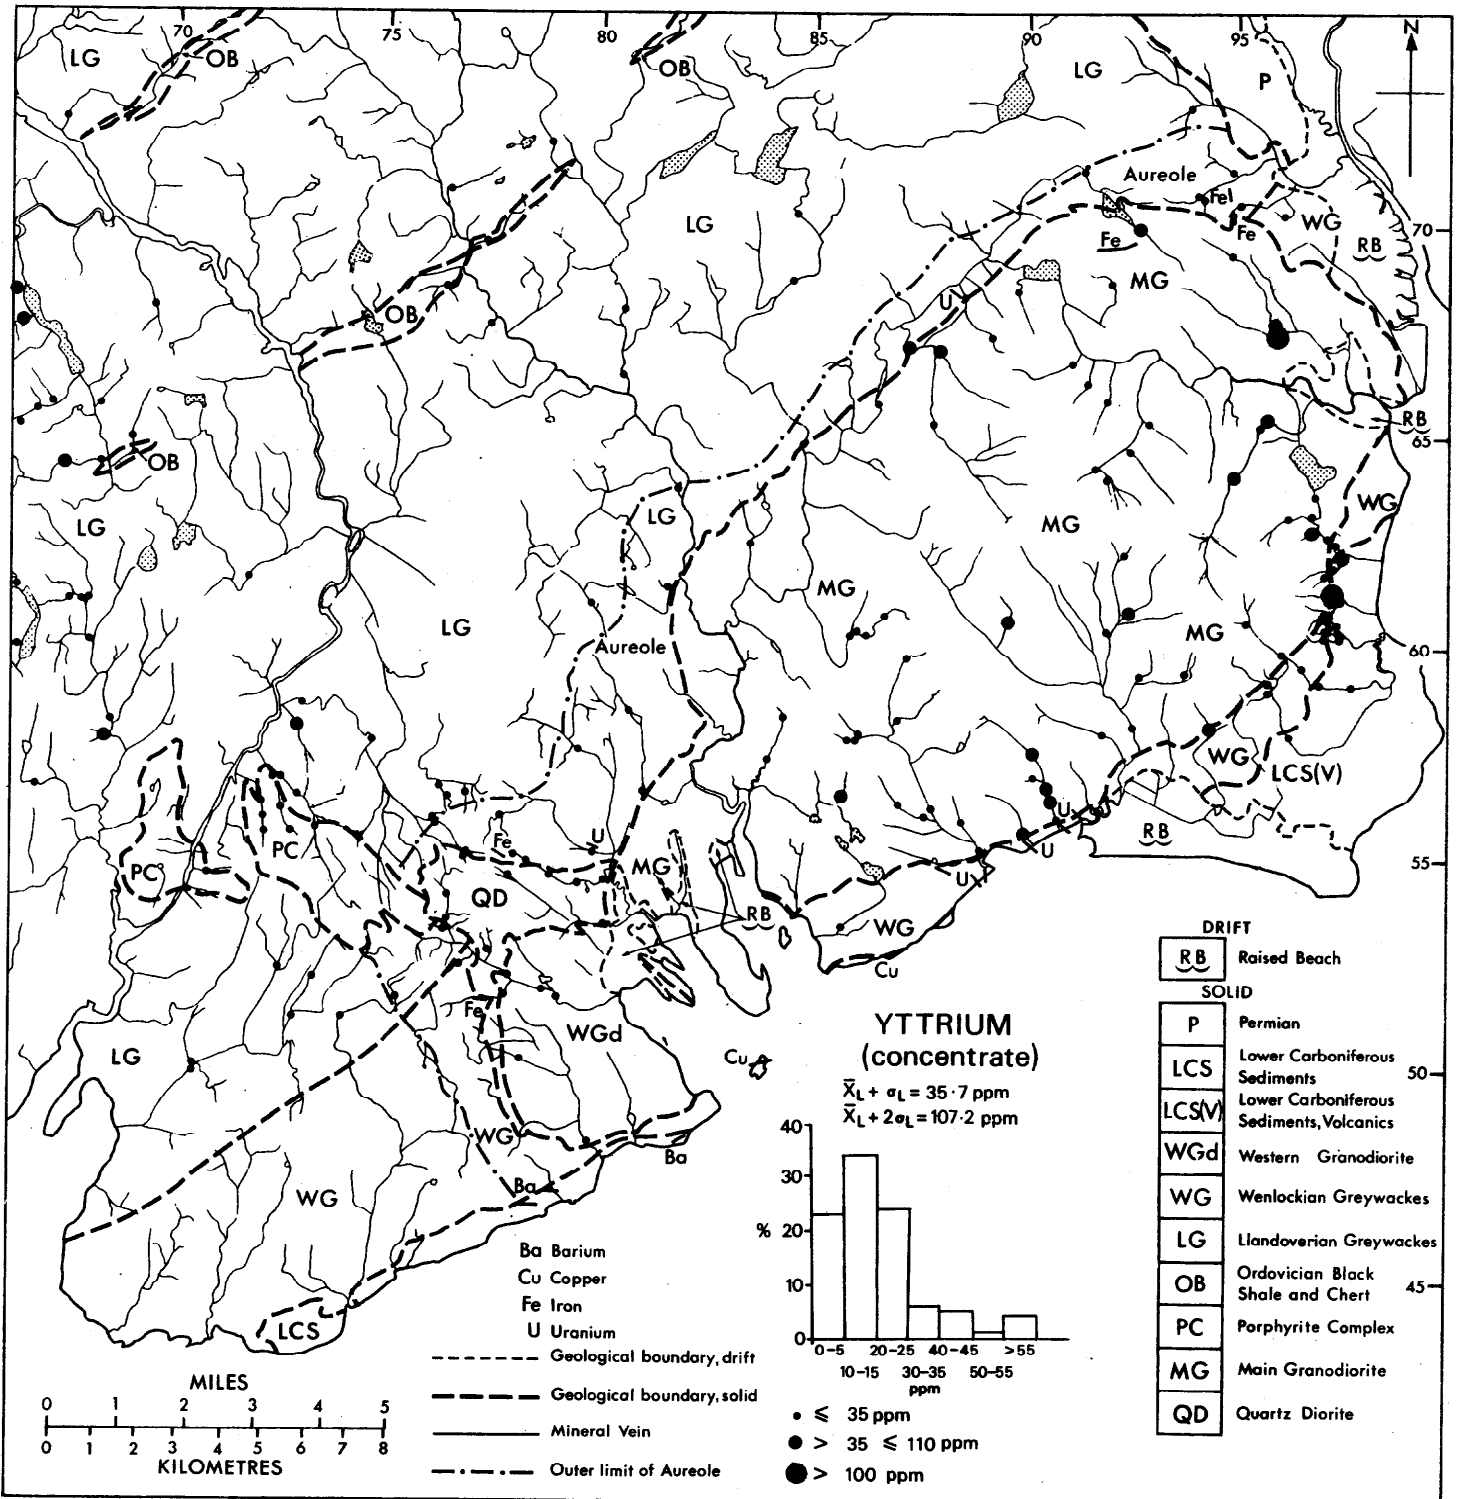 70 75 80 85 90 95
N
LG OB OB LG P
Aureole
Fe
LG WG
70
Fe Fe RB
MG
U
OB
RB
65
OB
LG WG
LG MG
MG
LG MG
Aureole 60
WG LCS(V)
U
U
RB
Fe
PC
MG U 55
PC
U
QD
RB
WG
Cu
Fe
WGd
LG
Cu
50
WG
Ba
Ba
WG
LCS
45
YTTRIUM
(concentrate)
X̅L + σL = 35·7 ppm
X̅L + 2σL = 107·2 ppm
40
30
% 20
10
0
0–5 20–25 40–45 >55
10–15 30–35 50–55
ppm
• ⩽ 35 ppm
● > 35 ⩽ 110 ppm
● > 100 ppm
Ba Barium
Cu Copper
Fe Iron
U Uranium
Geological boundary, drift
Geological boundary, solid
Mineral Vein
Outer limit of Aureole
MILES
0 1 2 3 4 5
0 1 2 3 4 5 6 7 8
KILOMETRES
DRIFT
RB Raised Beach
SOLID
P Permian
LCS Lower Carboniferous
Sediments
LCS(V) Lower Carboniferous
Sediments, Volcanics
WGd Western Granodiorite
WG Wenlockian Greywackes
LG Llandoverian Greywackes
OB Ordovician Black
Shale and Chert
PC Porphyrite Complex
MG Main Granodiorite
QD Quartz Diorite